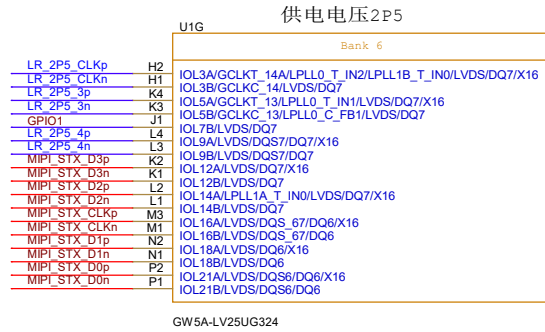 供电电压2P5
U1G
Bank 6
LR_2P5_CLKp H2 IOL3A/GCLKT_14A/LPLL0_T_IN2/LPLL1B_T_IN0/LVDS/DQ7/X16
LR_2P5_CLKn H1 IOL3B/GCLKC_14/LVDS/DQ7
LR_2P5_3p K4 IOL5A/GCLKT_13/LPLL0_T_IN1/LVDS/DQ7/X16
LR_2P5_3n K3 IOL5B/GCLKC_13/LPLL0_C_FB1/LVDS/DQ7
GPIO1 J1 IOL7B/LVDS/DQ7
LR_2P5_4p L4 IOL9A/LVDS/DQS7/DQ7/X16
LR_2P5_4n L3 IOL9B/LVDS/DQS7/DQ7
MIPI_STX_D3p K2 IOL12A/LVDS/DQ7/X16
MIPI_STX_D3n K1 IOL12B/LVDS/DQ7
MIPI_STX_D2p L2 IOL14A/LPLL1A_T_IN0/LVDS/DQ7/X16
MIPI_STX_D2n L1 IOL14B/LVDS/DQ7
MIPI_STX_CLKp M3 IOL16A/LVDS/DQS_67/DQ6/X16
MIPI_STX_CLKn M1 IOL16B/LVDS/DQS_67/DQ6
MIPI_STX_D1p N2 IOL18A/LVDS/DQ6/X16
MIPI_STX_D1n N1 IOL18B/LVDS/DQ6
MIPI_STX_D0p P2 IOL21A/LVDS/DQS6/DQ6/X16
MIPI_STX_D0n P1 IOL21B/LVDS/DQS6/DQ6
GW5A-LV25UG324